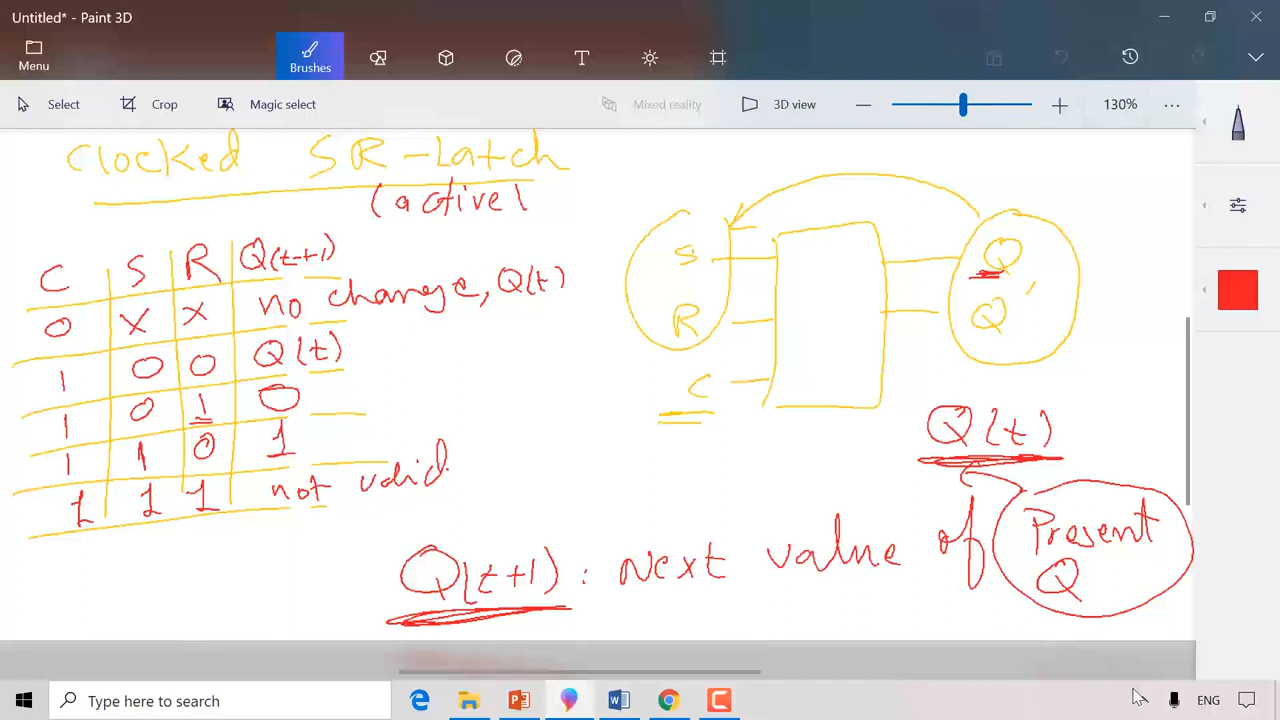 Untitled* - Paint 3D
Menu
Brushes
Select Crop Magic select Mixed reality 3D view 130%
Clocked SR-Latch
(active)
C S R Q(t+1)
0 X X no change, Q(t)
1 0 0 Q(t)
1 0 1 0
1 1 0 1
1 1 1 not valid
S Q
R Q'
C
Q(t)
Q(t+1) : Next value of
Present
Q
Type here to search
ENG